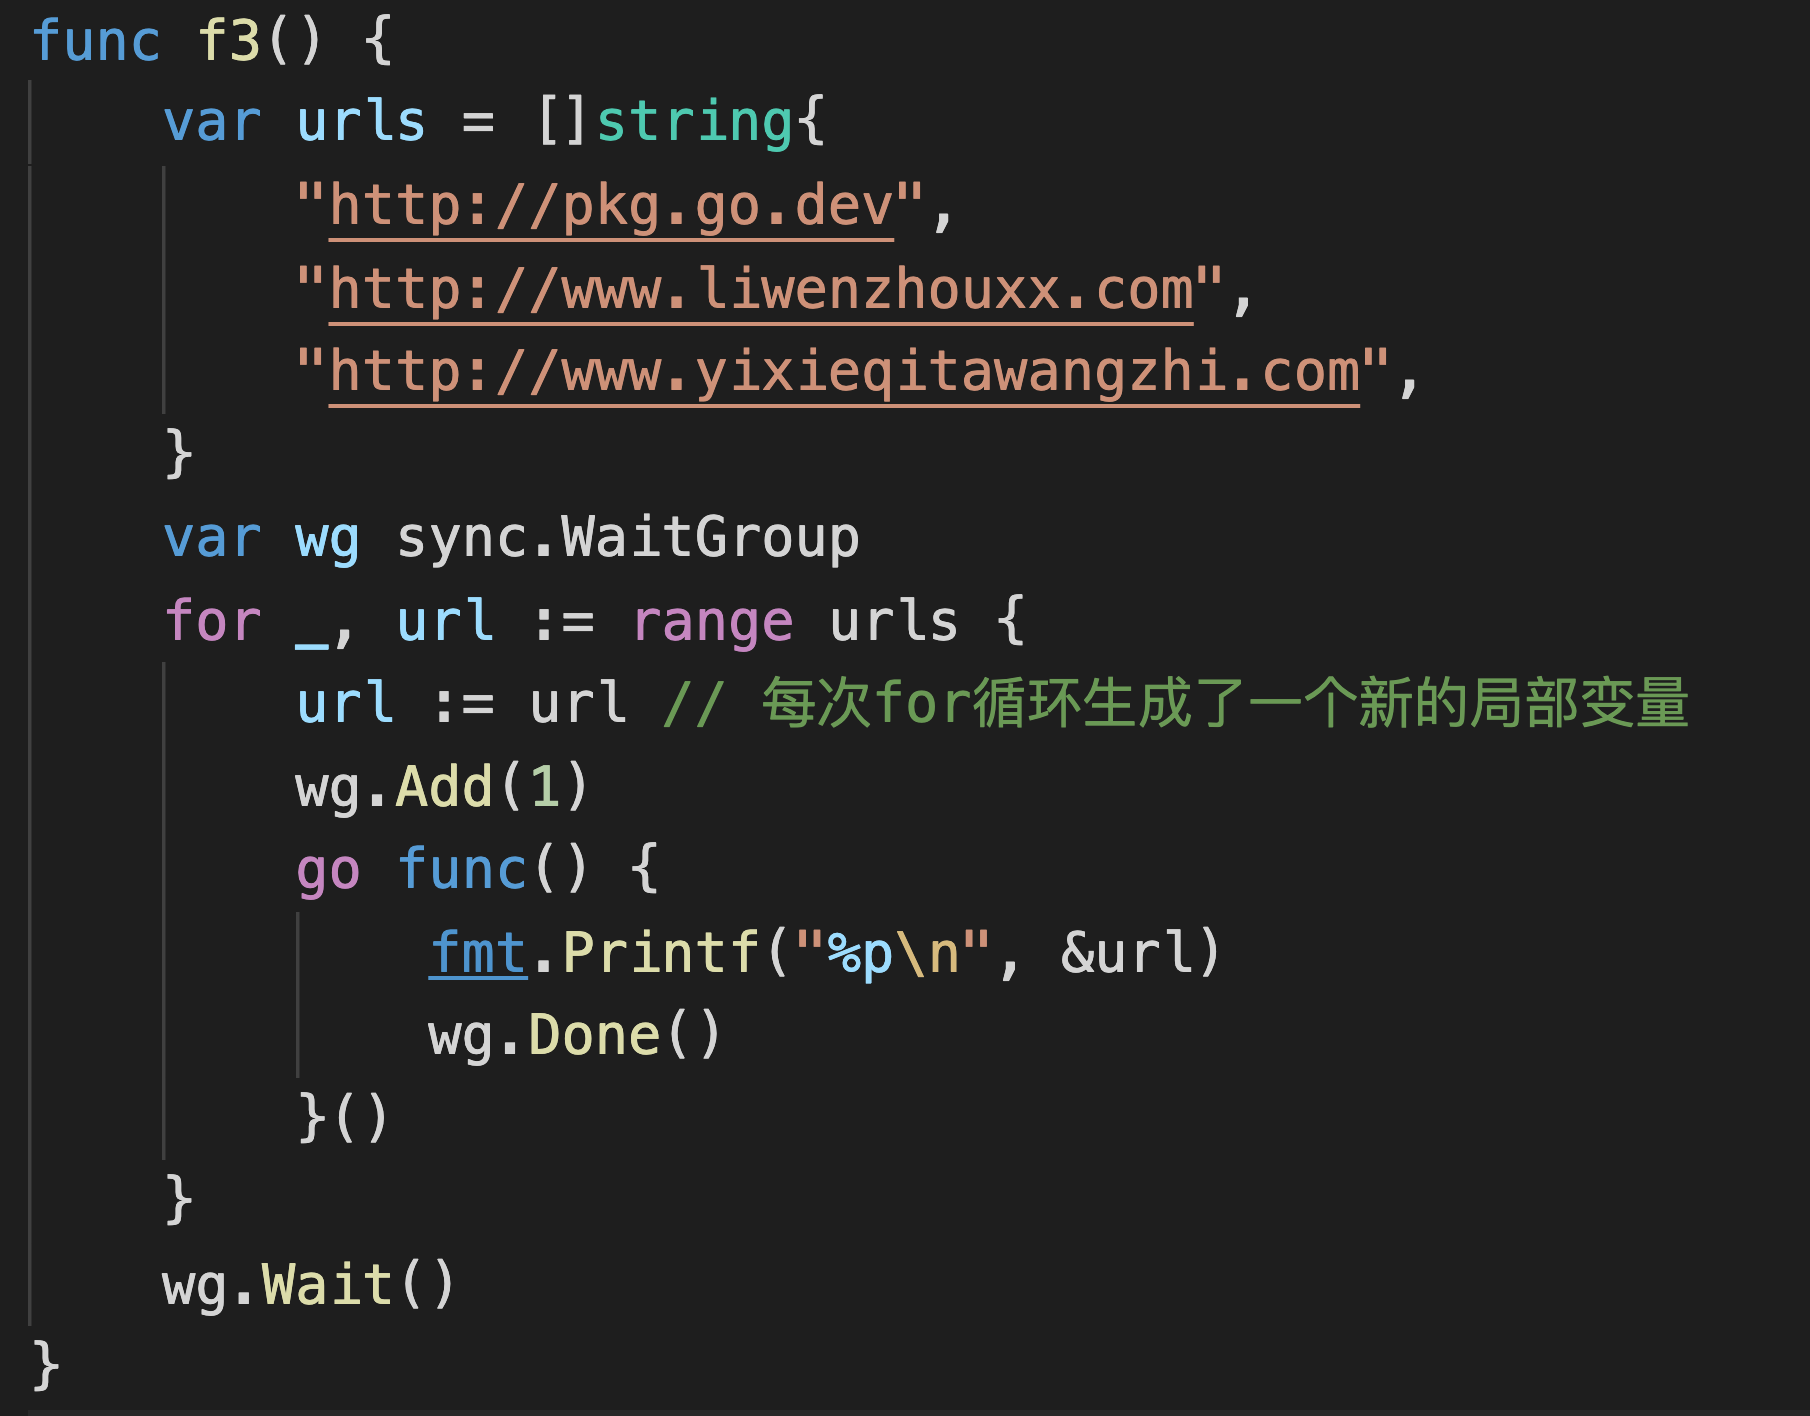 func f3() {
    var urls = []string{
        "http://pkg.go.dev",
        "http://www.liwenzhouxx.com",
        "http://www.yixieqitawangzhi.com",
    }
    var wg sync.WaitGroup
    for _, url := range urls {
        url := url // 每次for循环生成了一个新的局部变量
        wg.Add(1)
        go func() {
            fmt.Printf("%p\n", &url)
            wg.Done()
        }()
    }
    wg.Wait()
}